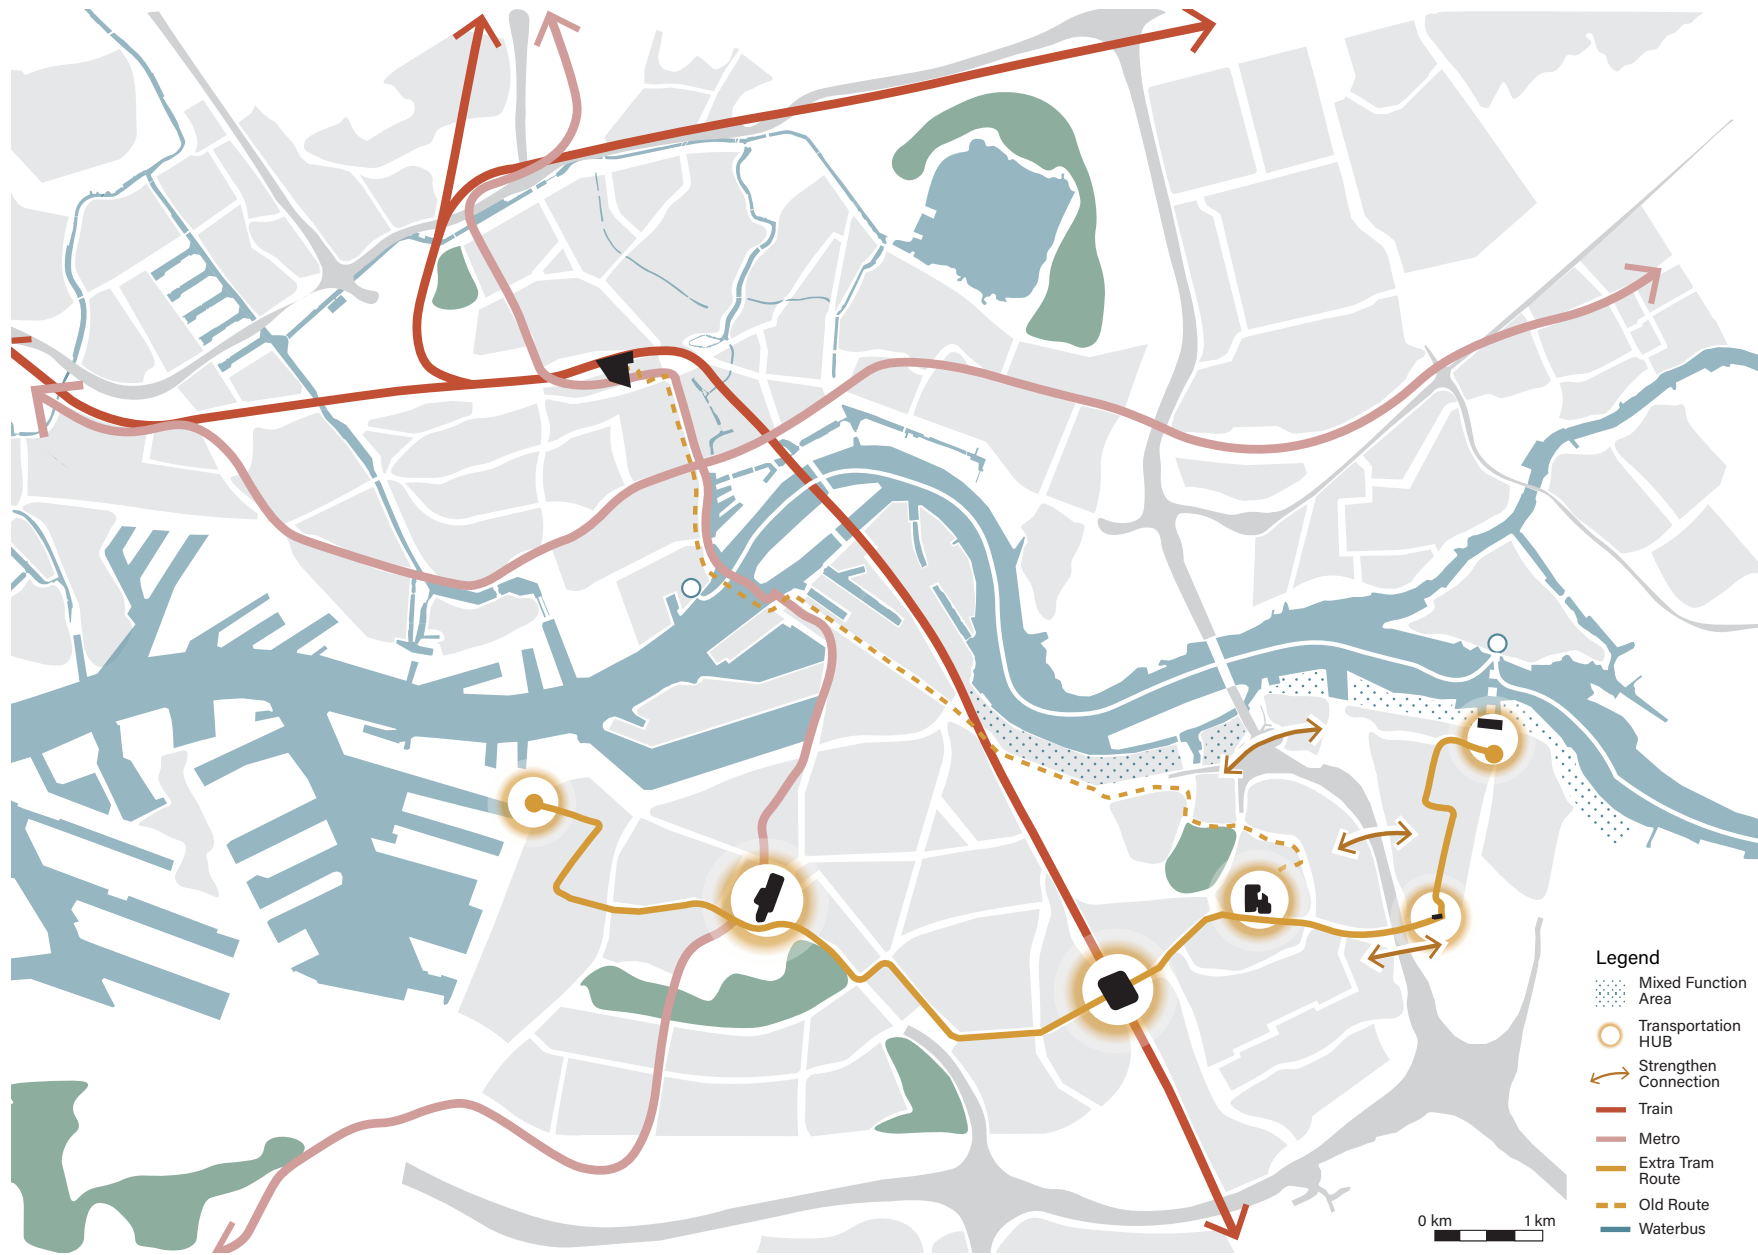 Legend
Mixed Function
Area
Transportation
HUB
Strengthen
Connection
Train
Metro
Extra Tram
Route
Old Route
Waterbus
0 km 1 km